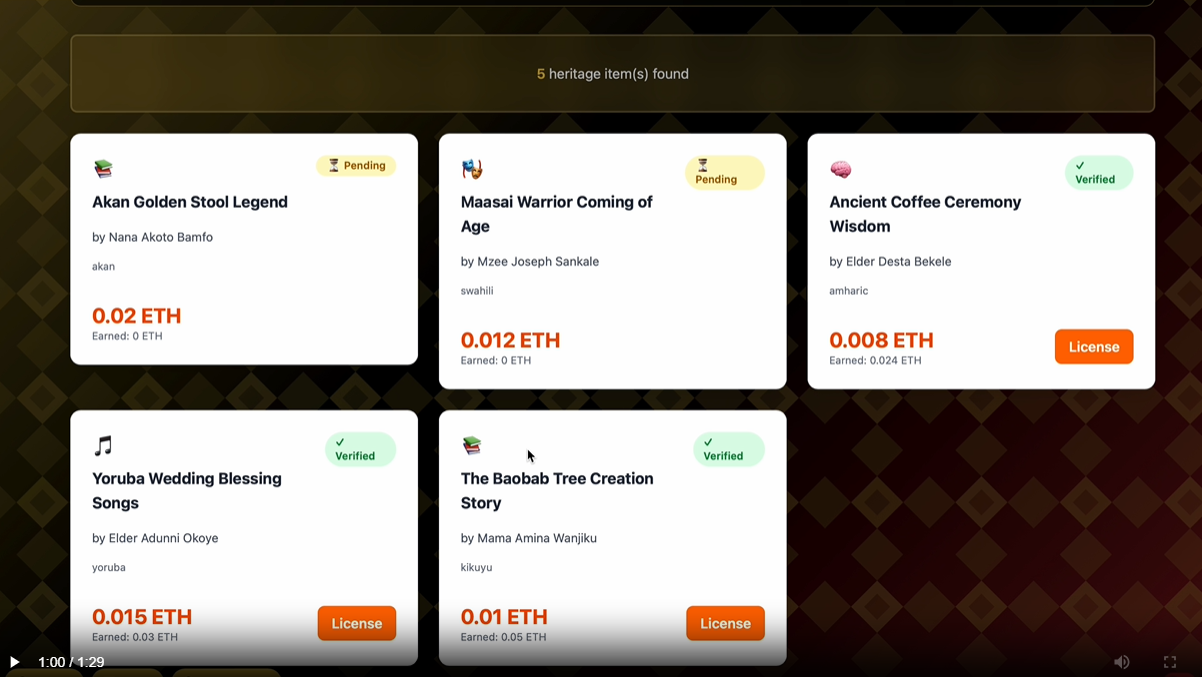 5 heritage item(s) found
Pending
Akan Golden Stool Legend
by Nana Akoto Bamfo
akan
0.02 ETH
Earned: 0 ETH
Pending
Maasai Warrior Coming of
Age
by Mzee Joseph Sankale
swahili
0.012 ETH
Earned: 0 ETH
✓
Verified
Ancient Coffee Ceremony
Wisdom
by Elder Desta Bekele
amharic
0.008 ETH
Earned: 0.024 ETH
License
✓
Verified
Yoruba Wedding Blessing
Songs
by Elder Adunni Okoye
yoruba
0.015 ETH
Earned: 0.03 ETH
License
✓
Verified
The Baobab Tree Creation
Story
by Mama Amina Wanjiku
kikuyu
0.01 ETH
Earned: 0.05 ETH
License
1:00 / 1:29